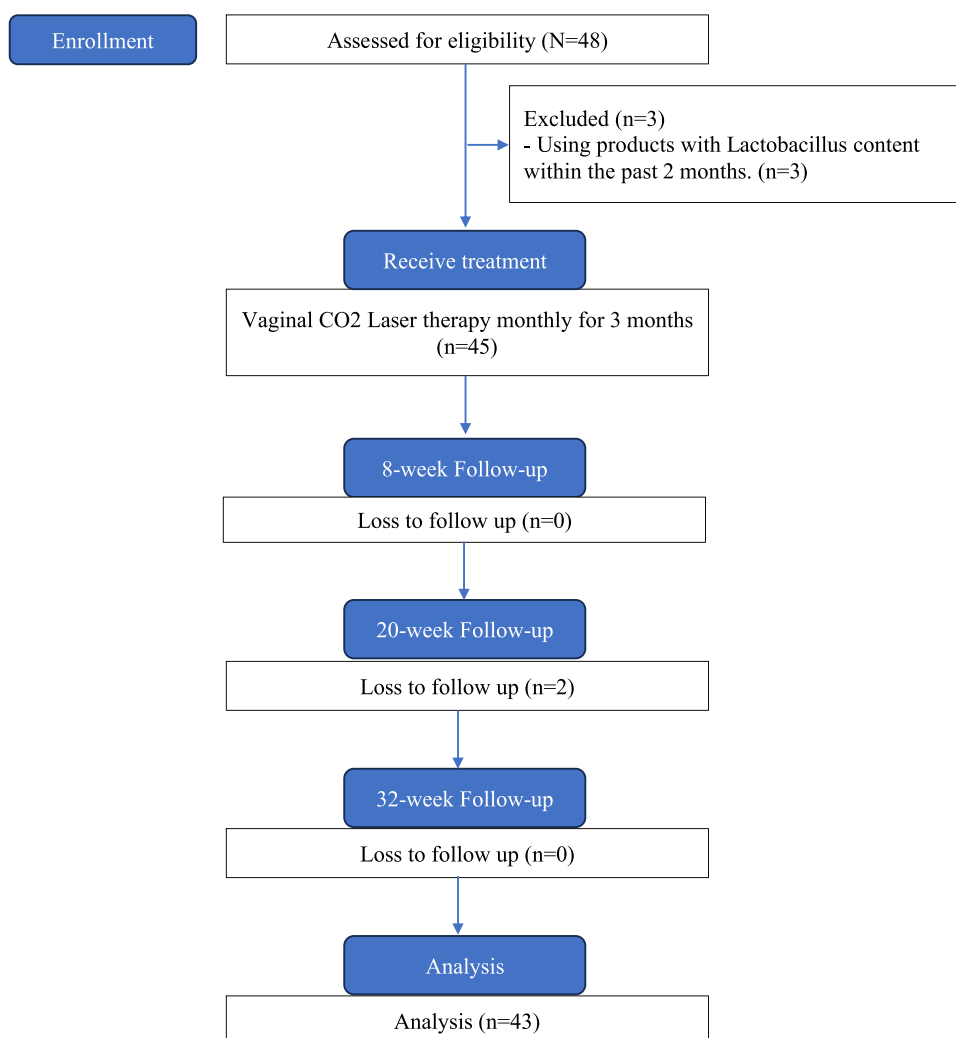 Enrollment
Assessed for eligibility (N=48)
Excluded (n=3)
- Using products with Lactobacillus content
within the past 2 months. (n=3)
Receive treatment
Vaginal CO2 Laser therapy monthly for 3 months
(n=45)
8-week Follow-up
Loss to follow up (n=0)
20-week Follow-up
Loss to follow up (n=2)
32-week Follow-up
Loss to follow up (n=0)
Analysis
Analysis (n=43)